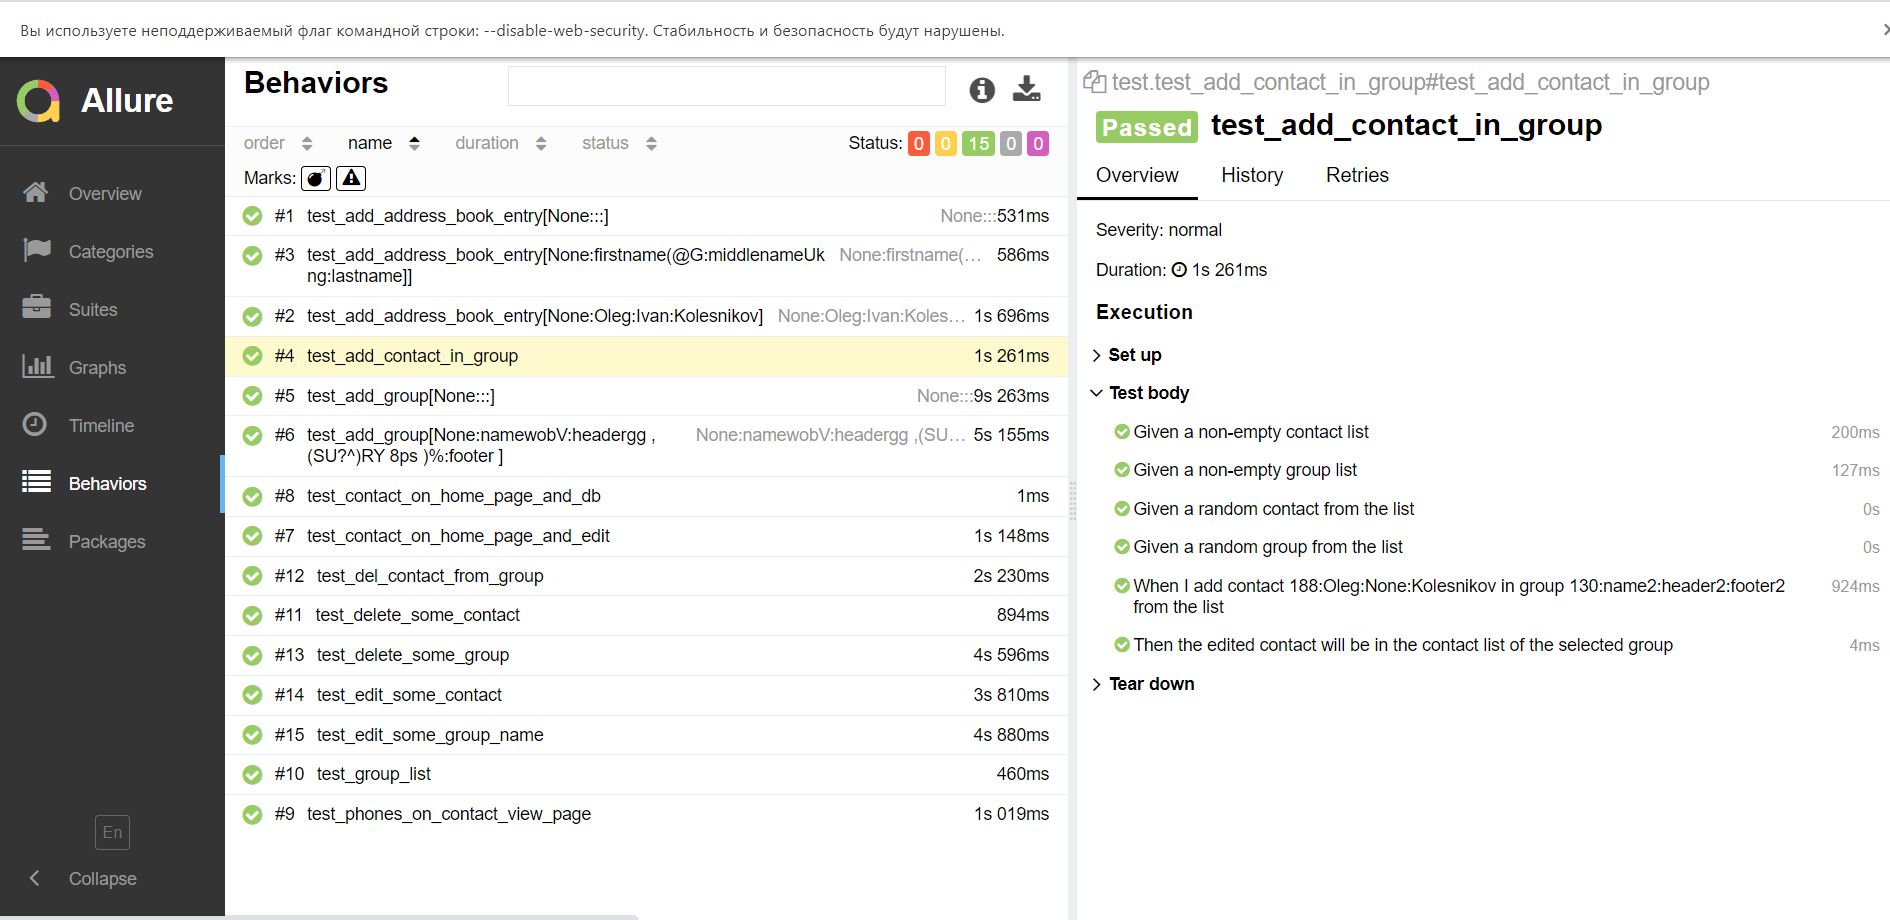 Вы используете неподдерживаемый флаг командной строки: --disable-web-security. Стабильность и безопасность будут нарушены.
Allure
Overview
Categories
Suites
Graphs
Timeline
Behaviors
Packages
En
Collapse
Behaviors
order name duration status Status: 0 0 15 0 0
Marks:
#1 test_add_address_book_entry[None:::] None:::531ms
#3 test_add_address_book_entry[None:firstname(@G:middlenameUk None:firstname(... 586ms
ng:lastname]]
#2 test_add_address_book_entry[None:Oleg:Ivan:Kolesnikov] None:Oleg:Ivan:Koles... 1s 696ms
#4 test_add_contact_in_group 1s 261ms
#5 test_add_group[None:::] None:::9s 263ms
#6 test_add_group[None:namewobV:headergg , None:namewobV:headergg ,(SU... 5s 155ms
(SU?^)RY 8ps )%:footer ]
#8 test_contact_on_home_page_and_db 1ms
#7 test_contact_on_home_page_and_edit 1s 148ms
#12 test_del_contact_from_group 2s 230ms
#11 test_delete_some_contact 894ms
#13 test_delete_some_group 4s 596ms
#14 test_edit_some_contact 3s 810ms
#15 test_edit_some_group_name 4s 880ms
#10 test_group_list 460ms
#9 test_phones_on_contact_view_page 1s 019ms
test.test_add_contact_in_group#test_add_contact_in_group
Passed test_add_contact_in_group
Overview History Retries
Severity: normal
Duration: 1s 261ms
Execution
Set up
Test body
Given a non-empty contact list 200ms
Given a non-empty group list 127ms
Given a random contact from the list 0s
Given a random group from the list 0s
When I add contact 188:Oleg:None:Kolesnikov in group 130:name2:header2:footer2 924ms
from the list
Then the edited contact will be in the contact list of the selected group 4ms
Tear down